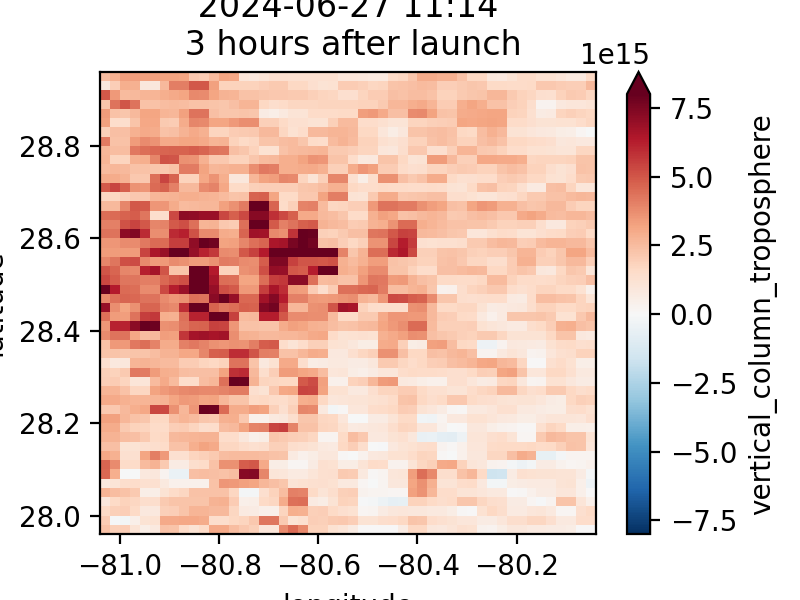 2024-06-27 11:14
3 hours after launch
1e15
28.8
28.6
28.4
28.2
28.0
−81.0 −80.8 −80.6 −80.4 −80.2
longitude
7.5
5.0
2.5
0.0
−2.5
−5.0
−7.5
vertical_column_troposphere